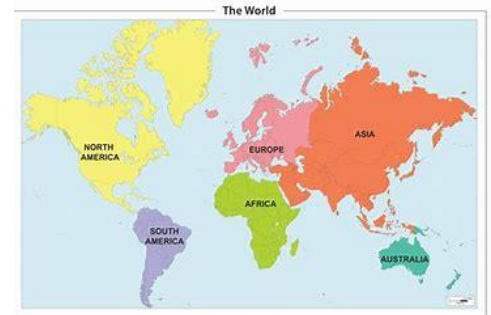 The World
NORTH
AMERICA
EUROPE
ASIA
AFRICA
SOUTH
AMERICA
AUSTRALIA